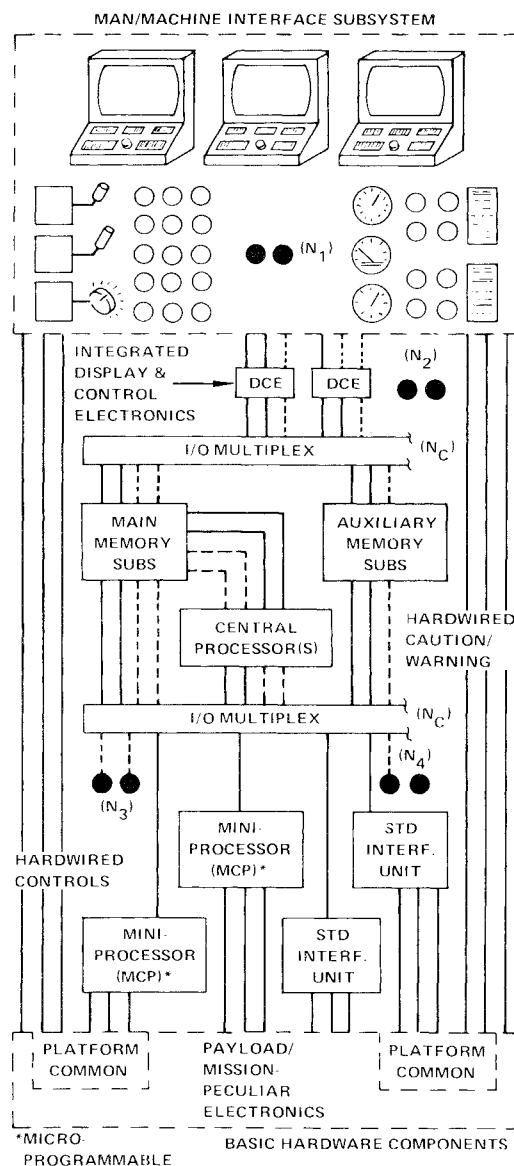 MAN/MACHINE INTERFACE SUBSYSTEM
(N1)
INTEGRATED
DISPLAY &
CONTROL
ELECTRONICS
DCE
DCE
(N2)
I/O MULTIPLEX
(NC)
MAIN
MEMORY
SUBS
AUXILIARY
MEMORY
SUBS
CENTRAL
PROCESSOR(S)
HARDWIRED
CAUTION/
WARNING
I/O MULTIPLEX
(NC)
(N3)
(N4)
HARDWIRED
CONTROLS
MINI-
PROCESSOR
(MCP)*
STD
INTERF.
UNIT
MINI-
PROCESSOR
(MCP)*
STD
INTERF.
UNIT
PLATFORM
COMMON
PAYLOAD/
MISSION-
PECULIAR
ELECTRONICS
PLATFORM
COMMON
*MICRO-
PROGRAMMABLE
BASIC HARDWARE COMPONENTS